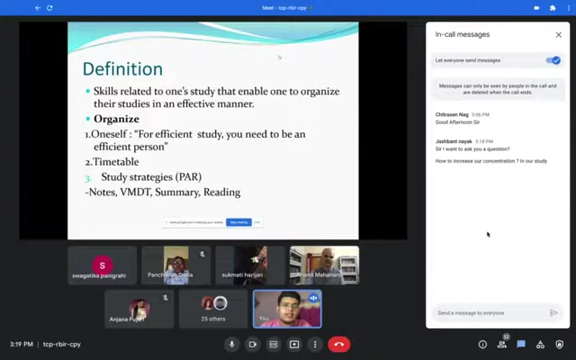 Meet - tcp-rbir-cpy
Definition
• Skills related to one's study that enable one to organize
their studies in an effective manner.
• Organize
1.Oneself : "For efficient study, you need to be an
efficient person"
2.Timetable
3. Study strategies (PAR)
-Notes, VMDT, Summary, Reading
swagatika panigrahi
sukmati harijan
Anjana Pujari
25 others
You
3:19 PM
tcp-rbir-cpy
In-call messages
Let everyone send messages
Messages can only be seen by people in the call and
are deleted when the call ends.
Chitrasen Nag 3:06 PM
Good Afternoon Sir
Jashbant nayak 3:18 PM
Sir I want to ask you a question?
How to increase our concentration ? In our study
Send a message to everyone